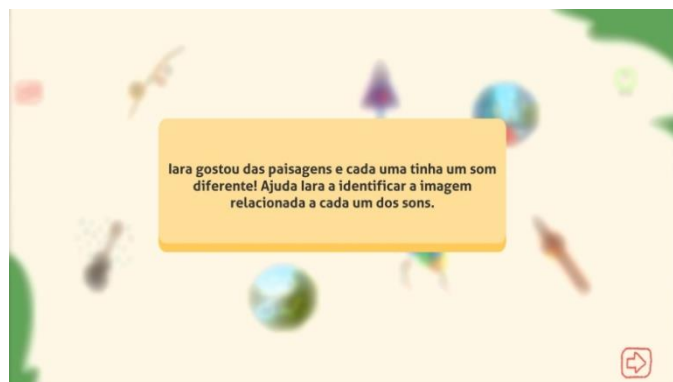 Iara gostou das paisagens e cada uma tinha um som
diferente! Ajuda Iara a identificar a imagem
relacionada a cada um dos sons.